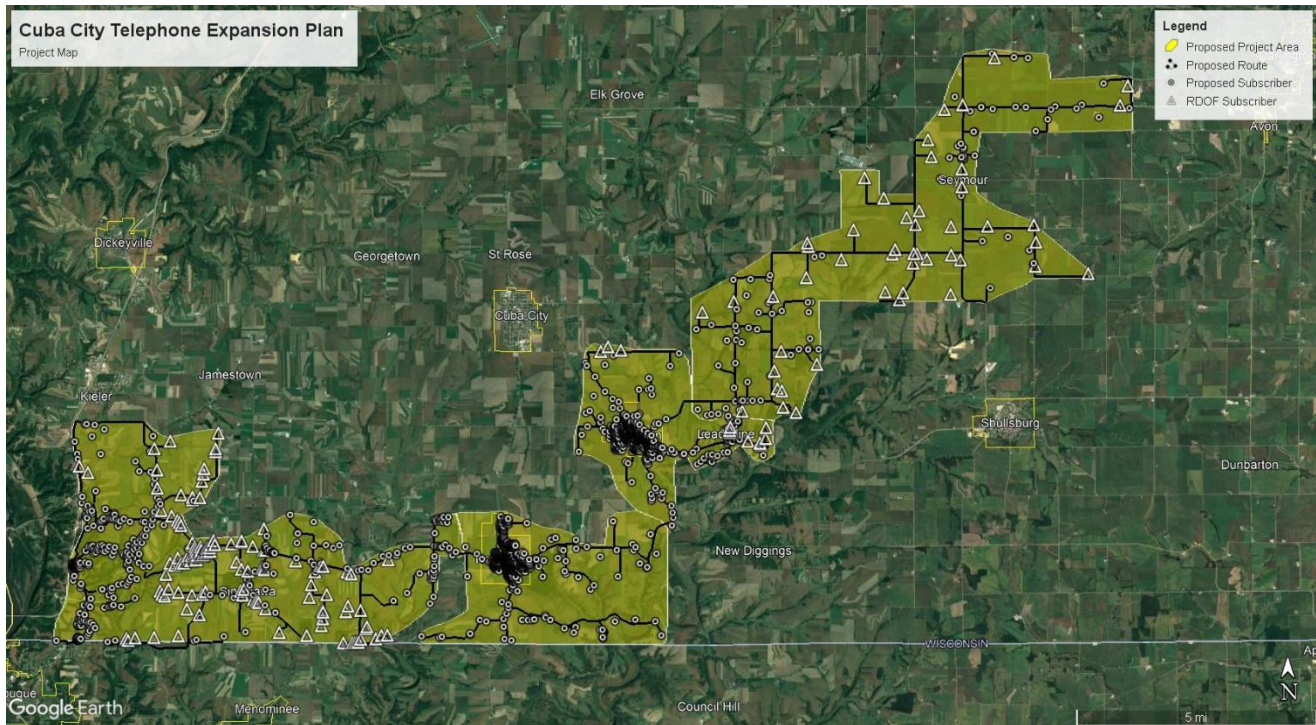 Cuba City Telephone Expansion Plan
Project Map
Legend
Proposed Project Area
Proposed Route
Proposed Subscriber
RDOF Subscriber
Elk Grove
Avon
Seymour
Dickeyville
Georgetown
St Rose
Cuba City
Jamestown
Kieler
Shullsburg
Dunbarton
New Diggings
WISCONSIN
Menominee
Council Hill
Google Earth
N
5 mi